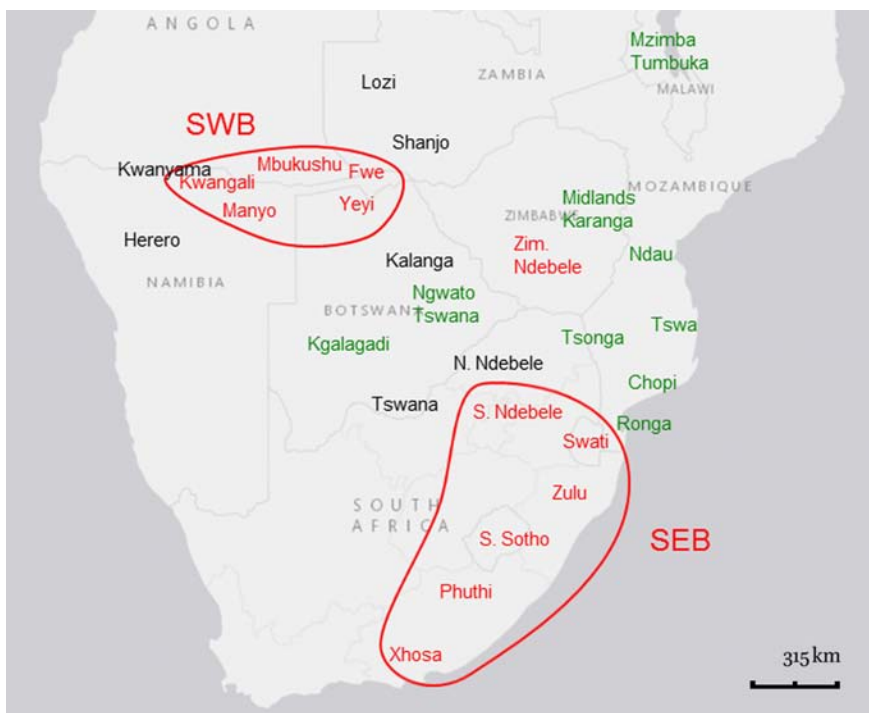 ANGOLA
Mzimba
Tumbuka
Lozi
ZAMBIA
MALAWI
SWB
Shanjo
Kwanyama
Mbukushu
Fwe
Kwangali
Manyo
Yeyi
MOZAMBIQUE
Midlands
Karanga
ZIMBABWE
Herero
Zim.
Ndebele
Ndau
Kalanga
NAMIBIA
Ngwato
Tswana
BOTSWANA
Kgalagadi
Tsonga
Tswa
N. Ndebele
Chopi
Tswana
S. Ndebele
Ronga
Swati
Zulu
SOUTH
AFRICA
S. Sotho
SEB
Phuthi
Xhosa
315 km